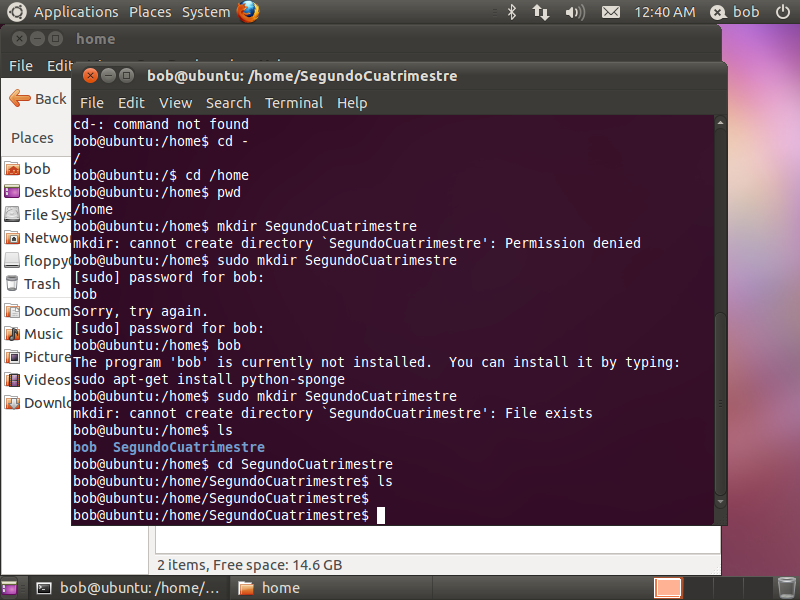 Applications Places System 12:40 AM bob
home
File Edit
bob@ubuntu: /home/SegundoCuatrimestre
Back
File Edit View Search Terminal Help
Places
bob
Deskto
File Sys
Networ
floppy
Trash
Docum
Music
Picture
Videos
Downlo
cd-: command not found
bob@ubuntu:/home$ cd -
/
bob@ubuntu:/$ cd /home
bob@ubuntu:/home$ pwd
/home
bob@ubuntu:/home$ mkdir SegundoCuatrimestre
mkdir: cannot create directory `SegundoCuatrimestre': Permission denied
bob@ubuntu:/home$ sudo mkdir SegundoCuatrimestre
[sudo] password for bob:
bob
Sorry, try again.
[sudo] password for bob:
bob@ubuntu:/home$ bob
The program 'bob' is currently not installed.  You can install it by typing:
sudo apt-get install python-sponge
bob@ubuntu:/home$ sudo mkdir SegundoCuatrimestre
mkdir: cannot create directory `SegundoCuatrimestre': File exists
bob@ubuntu:/home$ ls
bob  SegundoCuatrimestre
bob@ubuntu:/home$ cd SegundoCuatrimestre
bob@ubuntu:/home/SegundoCuatrimestre$ ls
bob@ubuntu:/home/SegundoCuatrimestre$
bob@ubuntu:/home/SegundoCuatrimestre$
2 items, Free space: 14.6 GB
bob@ubuntu: /home/... home